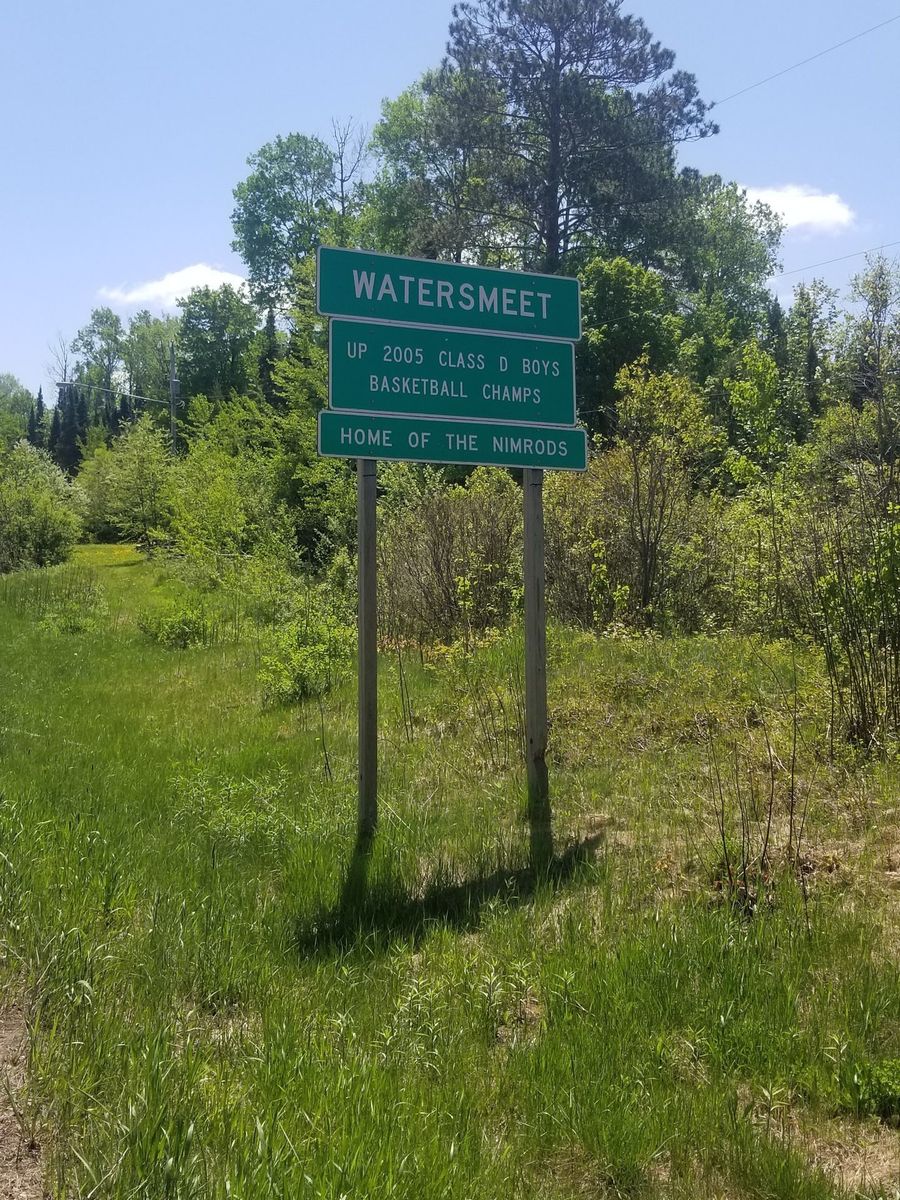 WATERSMEET
UP 2005 CLASS D BOYS
BASKETBALL CHAMPS
HOME OF THE NIMRODS